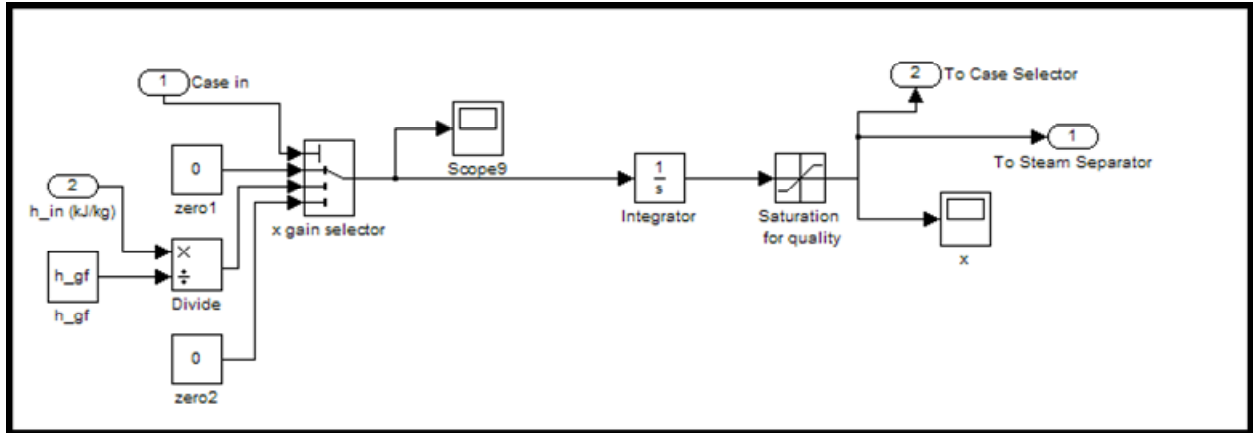 1
Case in
2
To Case Selector
1
To Steam Separator
Scope9
0
zero1
x gain selector
2
h_in (kJ/kg)
1
s
Integrator
Saturation
for quality
x
×
÷
Divide
h_gf
h_gf
0
zero2